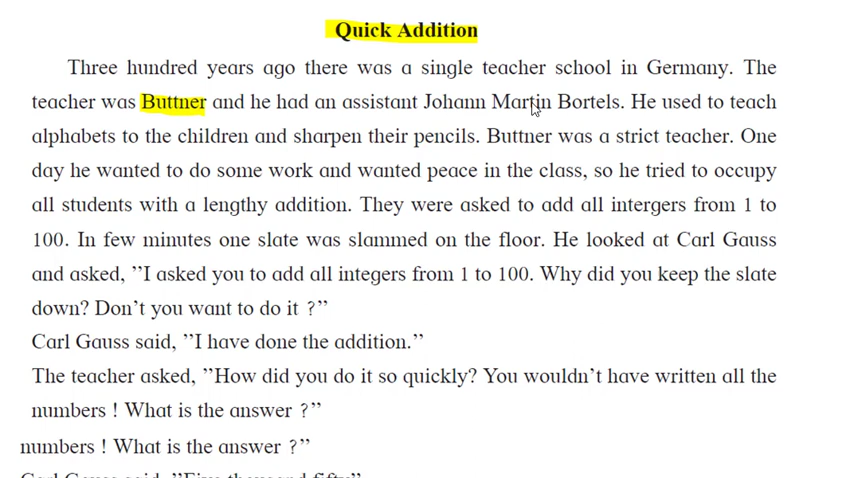 Quick Addition
Three hundred years ago there was a single teacher school in Germany. The
teacher was Buttner and he had an assistant Johann Martin Bortels. He used to teach
alphabets to the children and sharpen their pencils. Buttner was a strict teacher. One
day he wanted to do some work and wanted peace in the class, so he tried to occupy
all students with a lengthy addition. They were asked to add all intergers from 1 to
100. In few minutes one slate was slammed on the floor. He looked at Carl Gauss
and asked, ”I asked you to add all integers from 1 to 100. Why did you keep the slate
down? Don’t you want to do it ?”
Carl Gauss said, ”I have done the addition.”
The teacher asked, ”How did you do it so quickly? You wouldn’t have written all the
numbers ! What is the answer ?”
numbers ! What is the answer ?”
Carl Gauss said, ”Five thousand fifty”